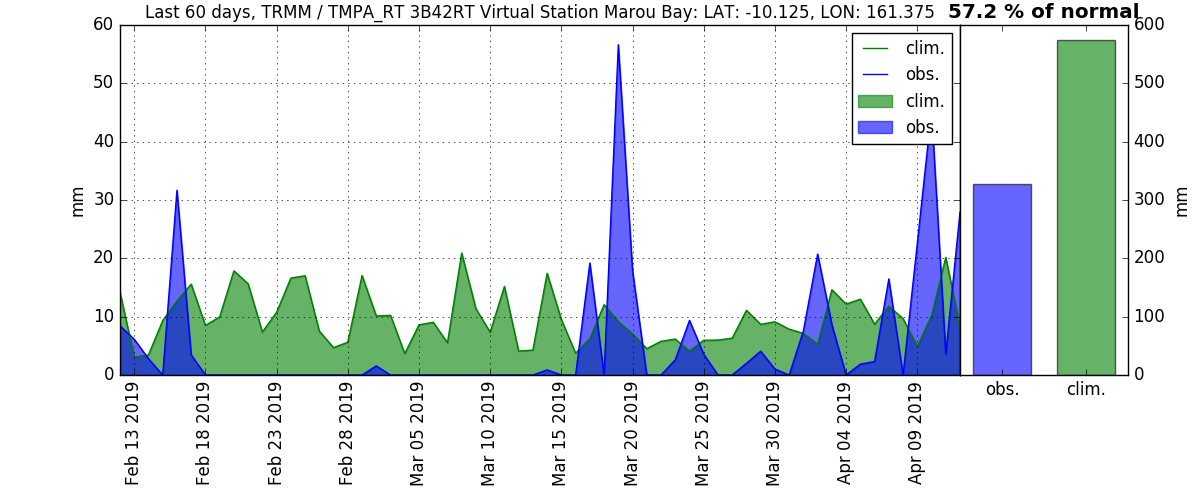 Last 60 days, TRMM / TMPA_RT 3B42RT Virtual Station Marou Bay: LAT: -10.125, LON: 161.375 57.2 % of normal
60
50
40
30
20
10
0
mm
clim.
obs.
clim.
obs.
600
500
400
300
200
100
0
mm
obs. clim.
Feb 13 2019
Feb 18 2019
Feb 23 2019
Feb 28 2019
Mar 05 2019
Mar 10 2019
Mar 15 2019
Mar 20 2019
Mar 25 2019
Mar 30 2019
Apr 04 2019
Apr 09 2019